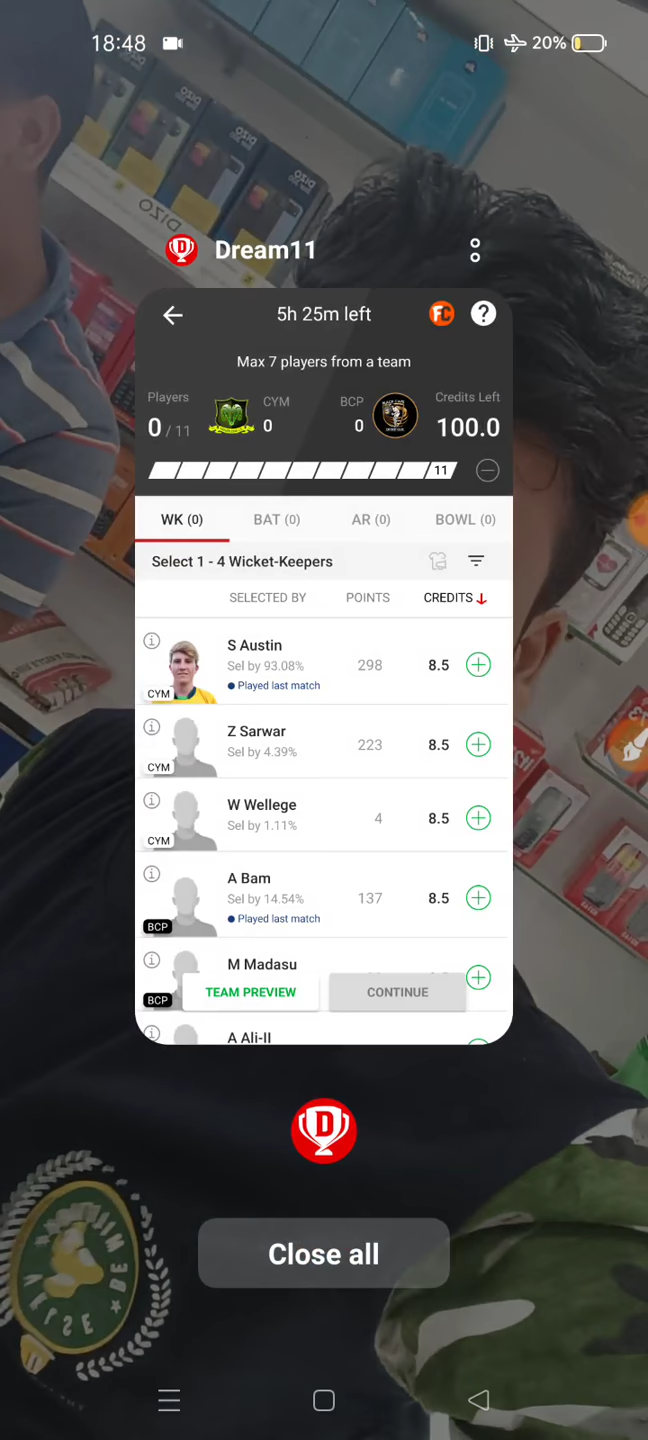 18:48
20%
Dream11
5h 25m left
FC
?
Max 7 players from a team
Players
CYM
BCP
Credits Left
0 / 11
0
0
100.0
11
WK (0)
BAT (0)
AR (0)
BOWL (0)
Select 1 - 4 Wicket-Keepers
SELECTED BY
POINTS
CREDITS
S Austin
Sel by 93.08%
298
8.5
Played last match
CYM
Z Sarwar
Sel by 4.39%
223
8.5
CYM
W Wellege
Sel by 1.11%
4
8.5
CYM
A Bam
Sel by 14.54%
137
8.5
Played last match
BCP
M Madasu
BCP
TEAM PREVIEW
CONTINUE
A Ali-II
D
Close all